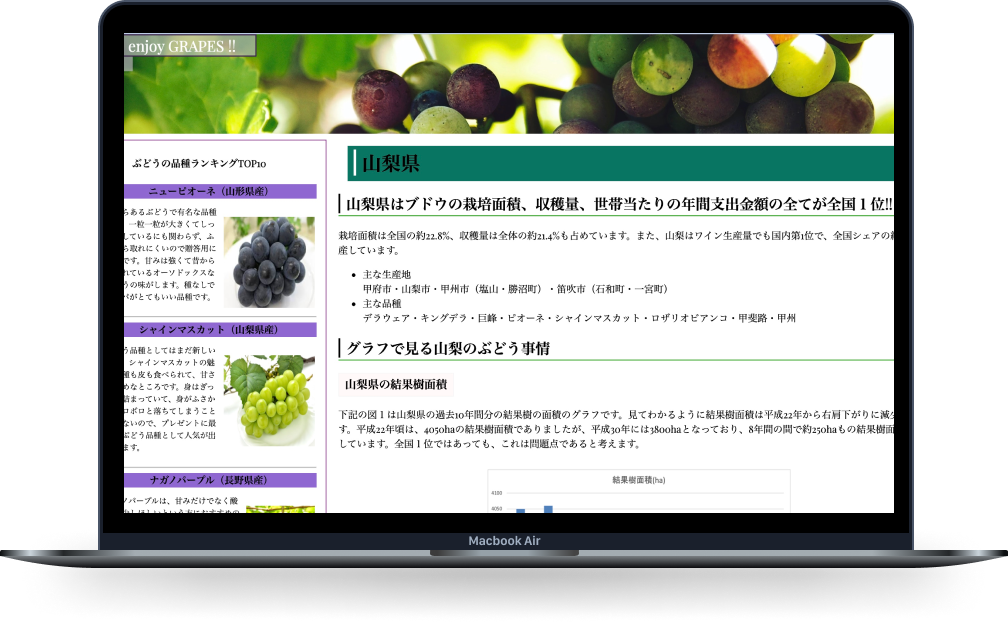 enjoy GRAPES !!
ぶどうの品種ランキングTOP10
ニューピオーネ（山形県産）
らあるぶどうで有名な品種
一粒一粒が大きくてしっ
しているにも関わらず、ふ
ら取れにくいので贈答用に
です。甘みは強くて昔から
れているオーソドックスな
うの味がします。種なしで
べがとてもいい品種です。
シャインマスカット（山梨県産）
う品種としてはまだ新しい
シャインマスカットの魅
種も皮も食べられて、甘さ
めなところです。身はぎっ
詰まっていて、身がふさか
ロボロと落ちてしまうこと
ないので、プレゼントに最
ぶどう品種として人気が出
ます。
ナガノパープル（長野県産）
ノパープルは、甘みだけでなく酸
山梨県
山梨県はブドウの栽培面積、収穫量、世帯当たりの年間支出金額の全てが全国１位!!
栽培面積は全国の約22.8%、収穫量は全体の約21.4%も占めています。また、山梨はワイン生産量でも国内第1位で、全国シェアの約
産しています。
• 主な生産地
甲府市・山梨市・甲州市（塩山・勝沼町）・笛吹市（石和町・一宮町）
• 主な品種
デラウェア・キングデラ・巨峰・ピオーネ・シャインマスカット・ロザリオビアンコ・甲斐路・甲州
グラフで見る山梨のぶどう事情
山梨県の結果樹面積
下記の図１は山梨県の過去10年間分の結果樹の面積のグラフです。見てわかるように結果樹面積は平成22年から右肩下がりに減少
す。平成22年頃は、4050haの結果樹面積でありましたが、平成30年には3800haとなっており、8年間の間で約250haもの結果樹面
しています。全国１位ではあっても、これは問題点であると考えます。
結果樹面積(ha)
4100
4050
Macbook Air